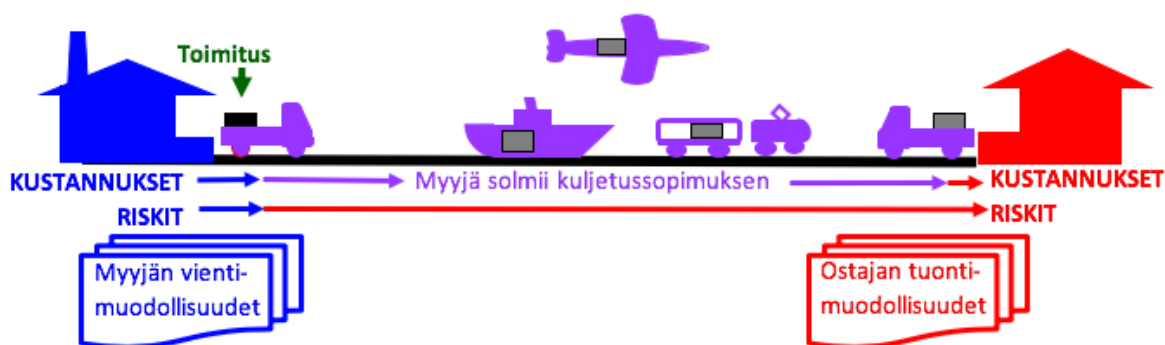 Toimitus
KUSTANNUKSET
Myyjä solmii kuljetussopimuksen
KUSTANNUKSET
RISKIT
RISKIT
Myyjän vienti-
muodollisuudet
Ostajan tuonti-
muodollisuudet